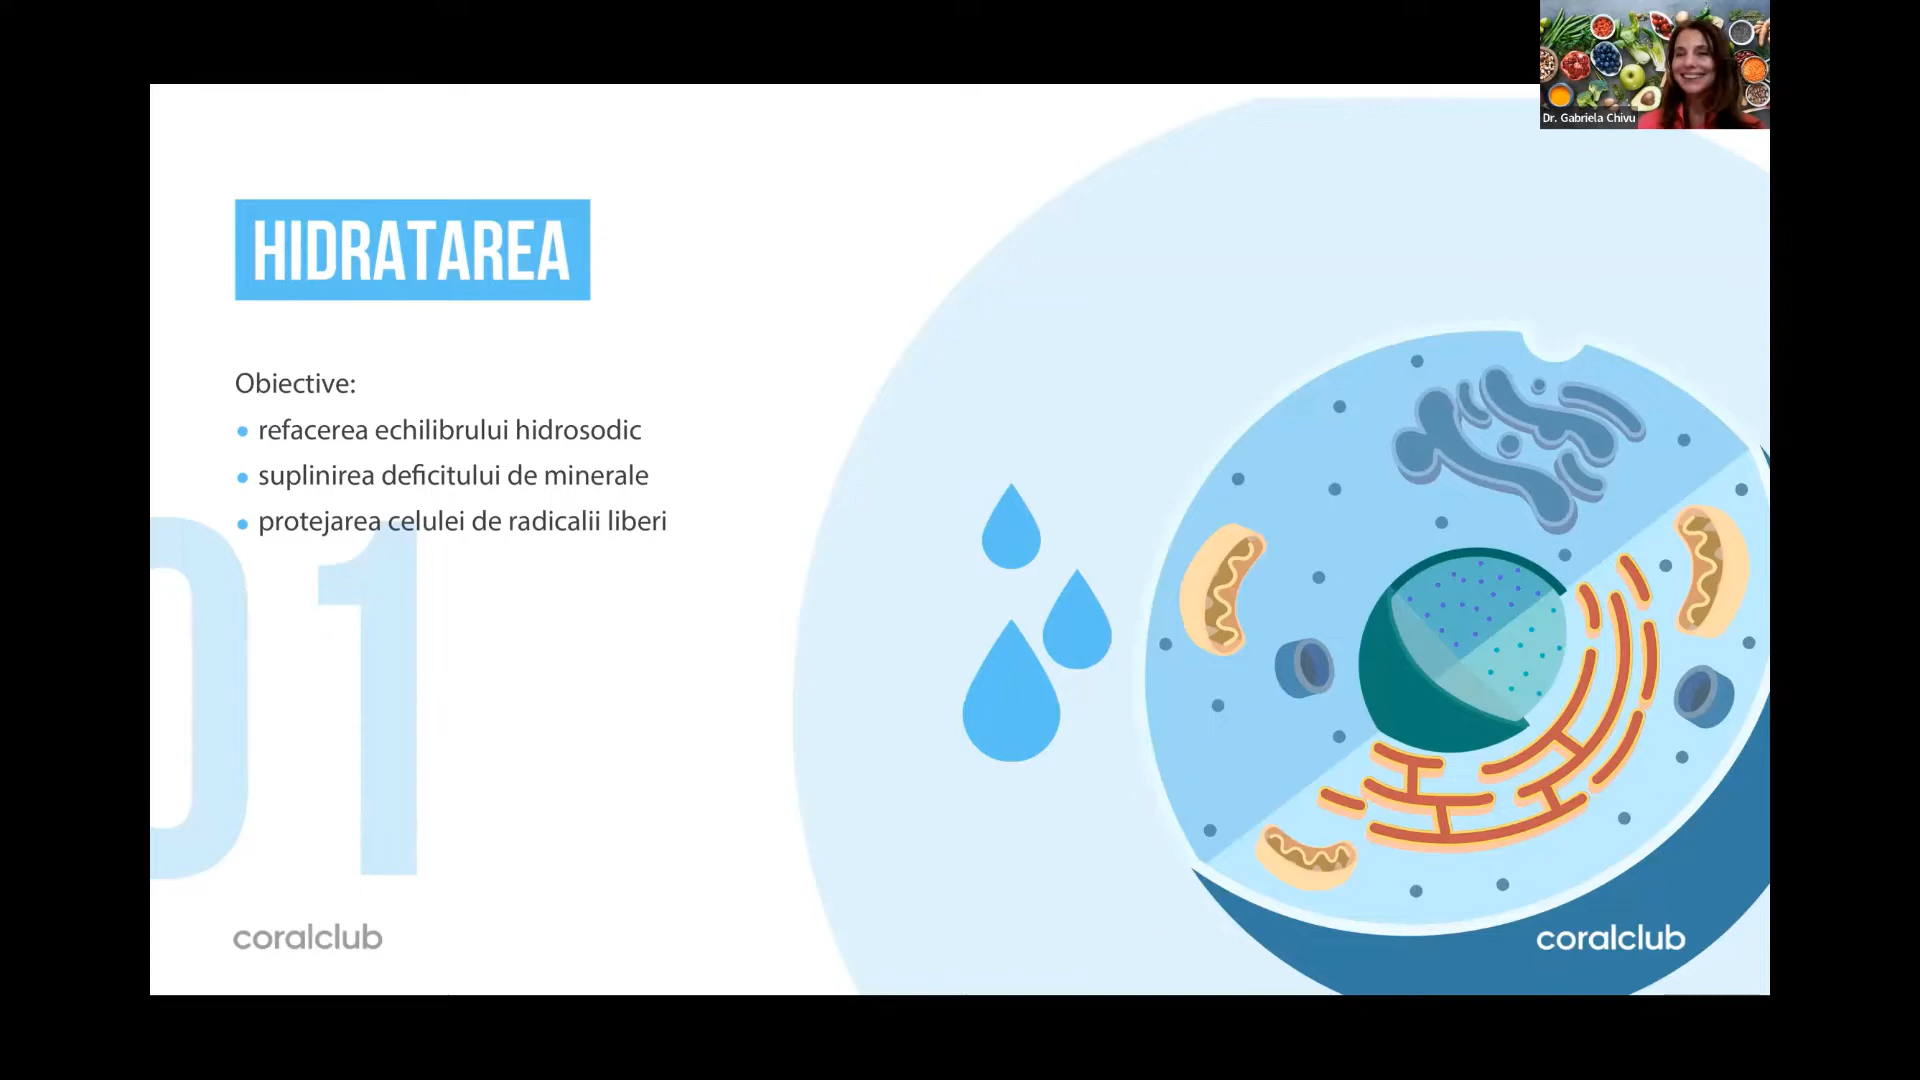 Dr. Gabriela Chivu
HIDRATAREA
Obiective:
• refacerea echilibrului hidrosodic
• suplinirea deficitului de minerale
• protejarea celulei de radicalii liberi
01
coralclub
coralclub